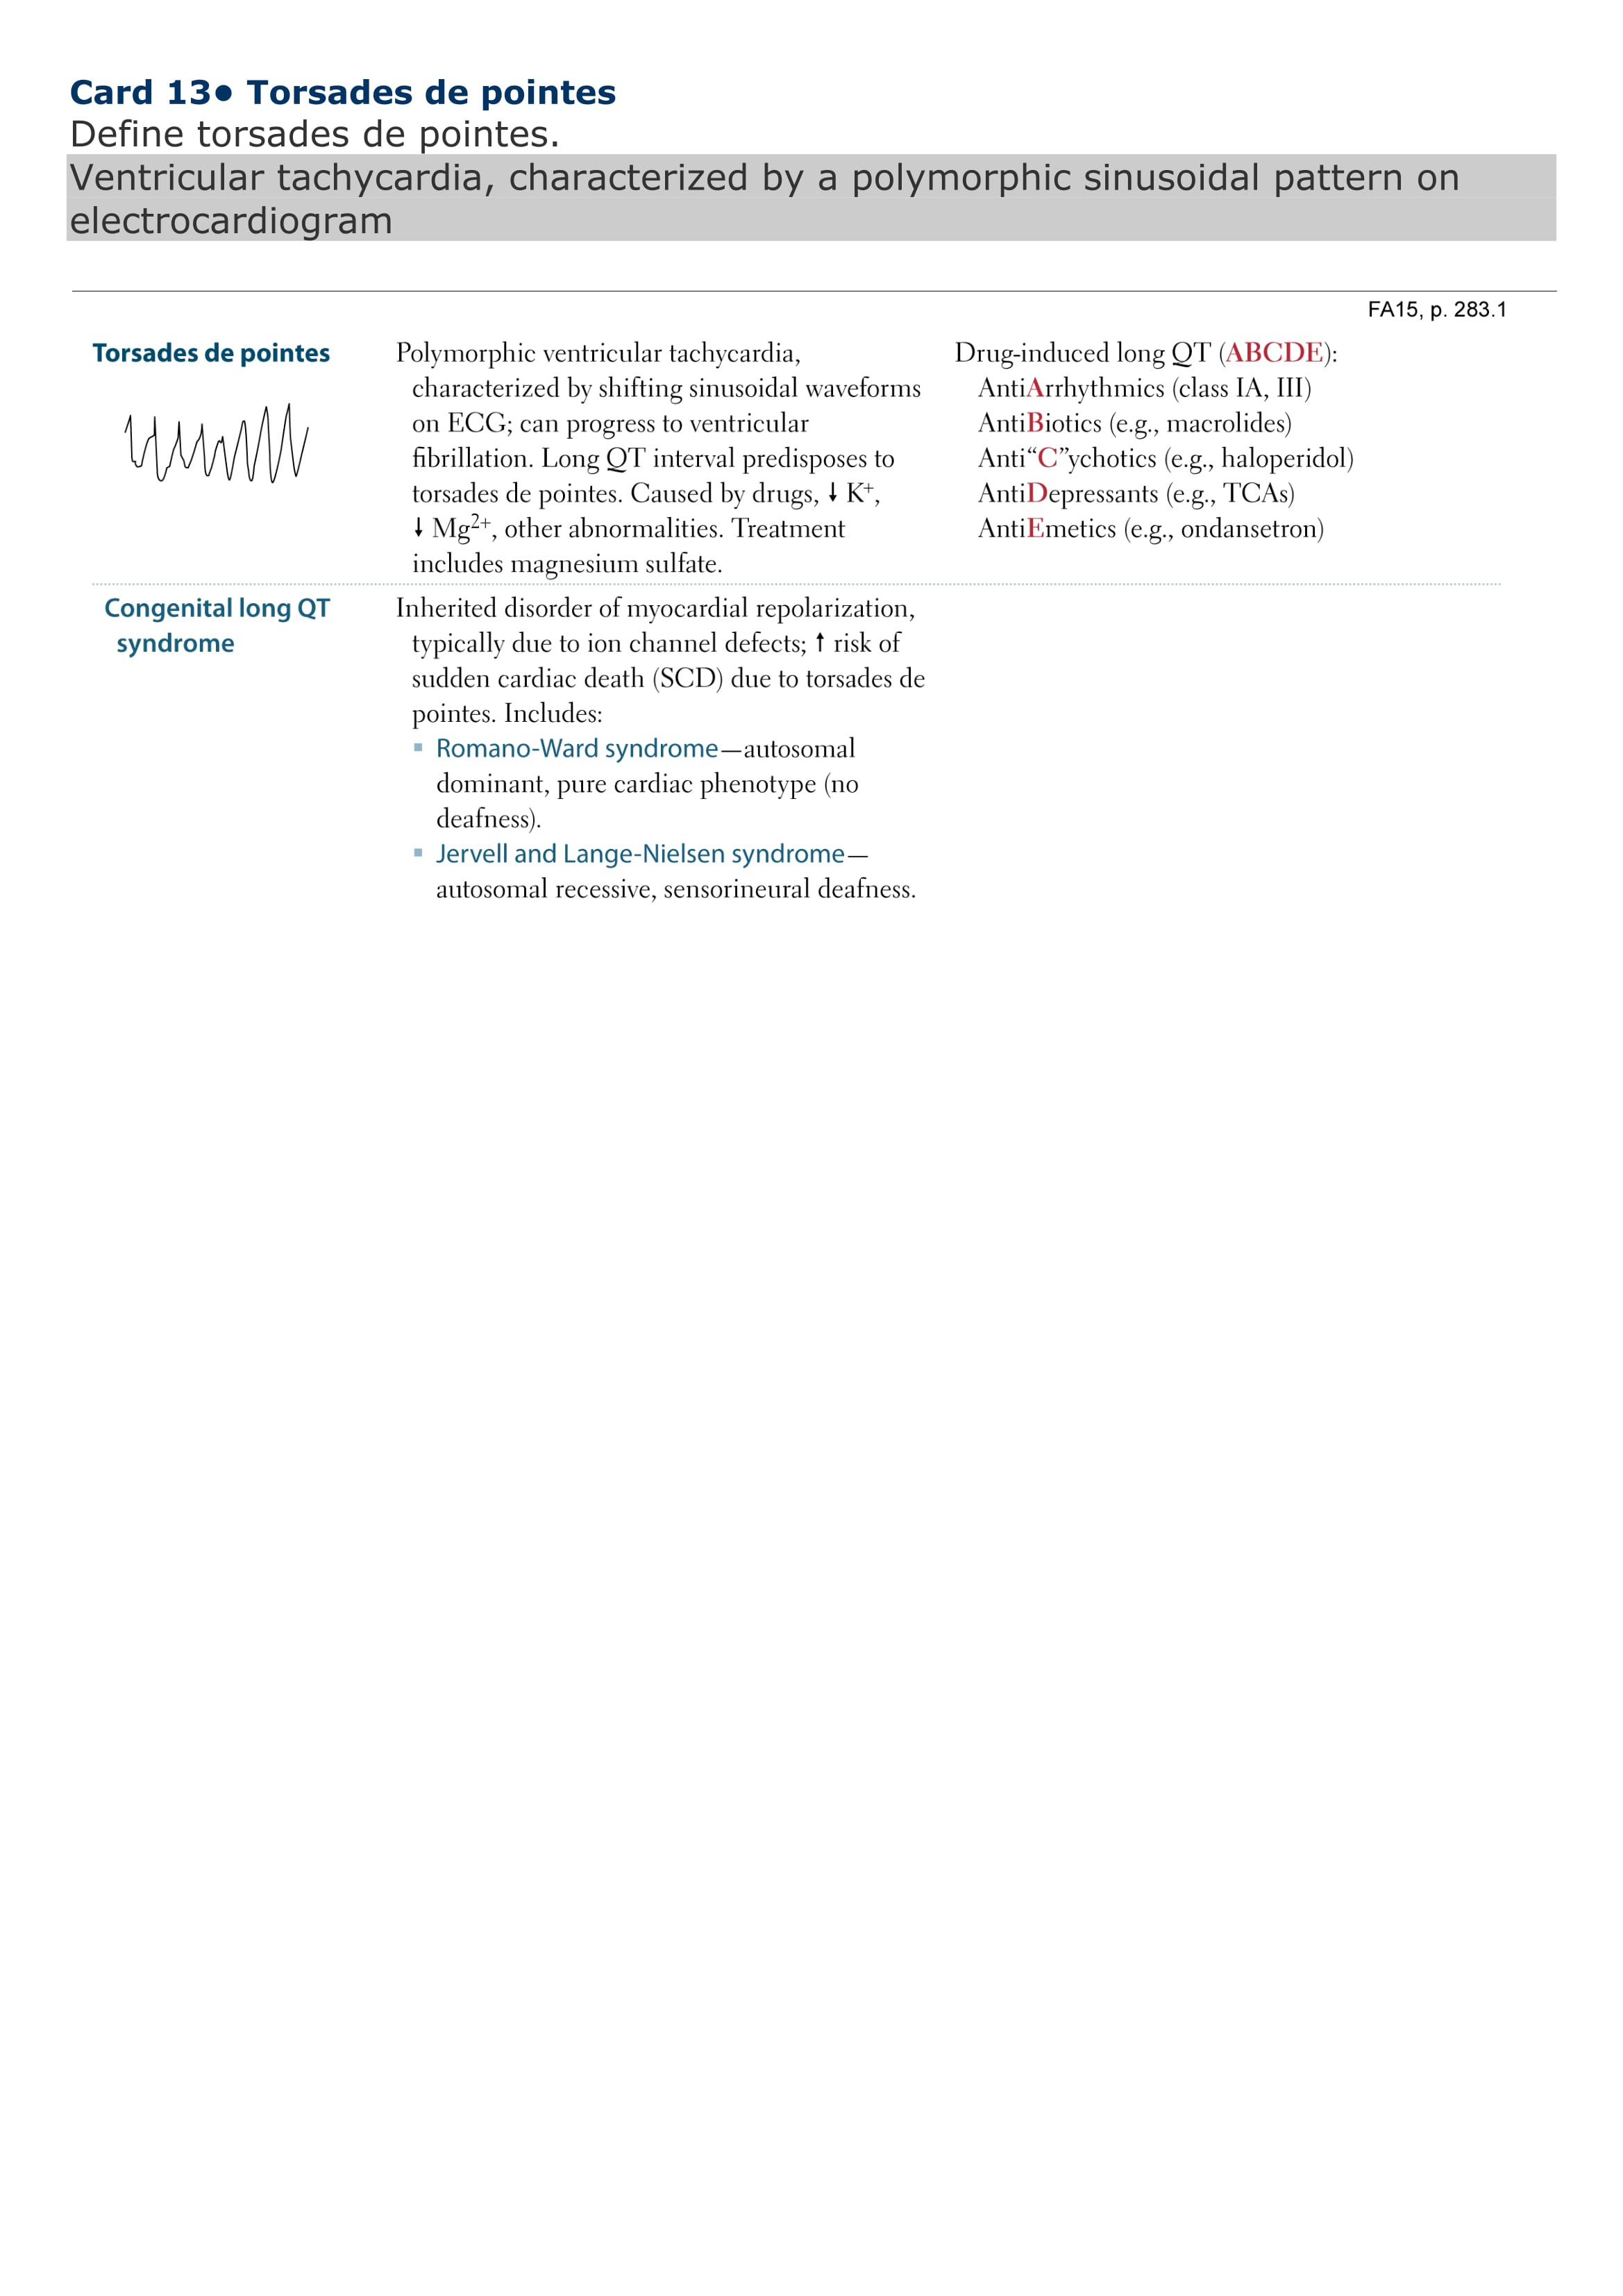 Card 13● Torsades de pointes
Define torsades de pointes.
Ventricular tachycardia, characterized by a polymorphic sinusoidal pattern on
electrocardiogram
FA15, p. 283.1
Torsades de pointes
Polymorphic ventricular tachycardia,
characterized by shifting sinusoidal waveforms
on ECG; can progress to ventricular
fibrillation. Long QT interval predisposes to
torsades de pointes. Caused by drugs, ↓ K⁺,
↓ Mg²⁺, other abnormalities. Treatment
includes magnesium sulfate.
Drug-induced long QT (ABCDE):
AntiArrhythmics (class IA, III)
AntiBiotics (e.g., macrolides)
Anti“C”ychotics (e.g., haloperidol)
AntiDepressants (e.g., TCAs)
AntiEmetics (e.g., ondansetron)
Congenital long QT
syndrome
Inherited disorder of myocardial repolarization,
typically due to ion channel defects; ↑ risk of
sudden cardiac death (SCD) due to torsades de
pointes. Includes:
▪ Romano-Ward syndrome—autosomal
dominant, pure cardiac phenotype (no
deafness).
▪ Jervell and Lange-Nielsen syndrome—
autosomal recessive, sensorineural deafness.